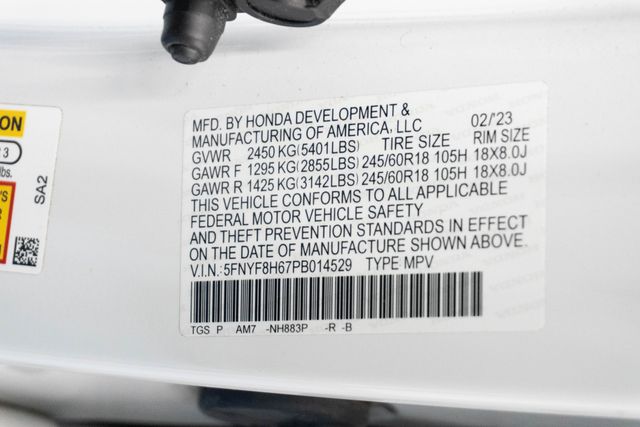 MFD. BY HONDA DEVELOPMENT & 02/'23
MANUFACTURING OF AMERICA, LLC
GVWR 2450 KG(5401LBS) TIRE SIZE RIM SIZE
GAWR F 1295 KG(2855LBS) 245/60R18 105H 18X8.0J
GAWR R 1425 KG(3142LBS) 245/60R18 105H 18X8.0J
THIS VEHICLE CONFORMS TO ALL APPLICABLE
FEDERAL MOTOR VEHICLE SAFETY
AND THEFT PREVENTION STANDARDS IN EFFECT
ON THE DATE OF MANUFACTURE SHOWN ABOVE.
V.I.N.:5FNYF8H67PB014529 TYPE MPV
TGS P AM7 -NH883P -R -B
ON
3
lbs.
'S
SA2